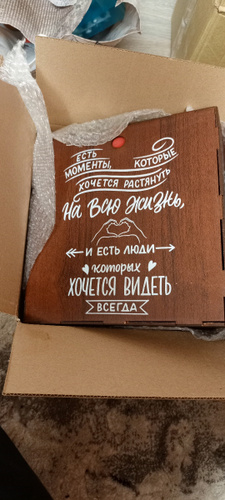 ЕСТЬ
МОМЕНТЫ, КОТОРЫЕ
ХОЧЕТСЯ РАСТЯНУТЬ
НА ВСЮ ЖИЗНЬ,
И ЕСТЬ ЛЮДИ
которых
ХОЧЕТСЯ ВИДЕТЬ
ВСЕГДА